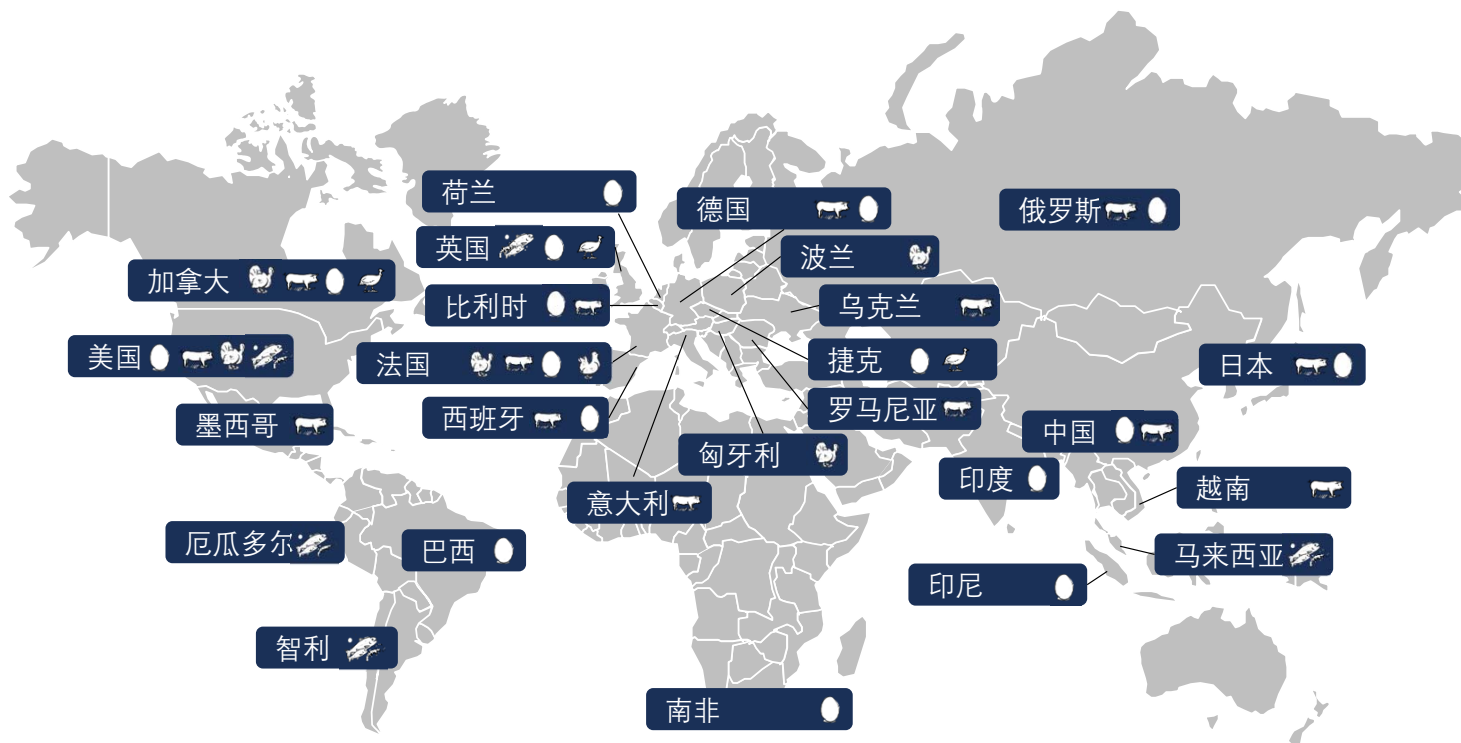 荷兰
德国
俄罗斯
英国
波兰
加拿大
比利时
乌克兰
美国
法国
捷克
日本
西班牙
罗马尼亚
墨西哥
中国
匈牙利
印度
越南
意大利
厄瓜多尔
巴西
马来西亚
印尼
智利
南非